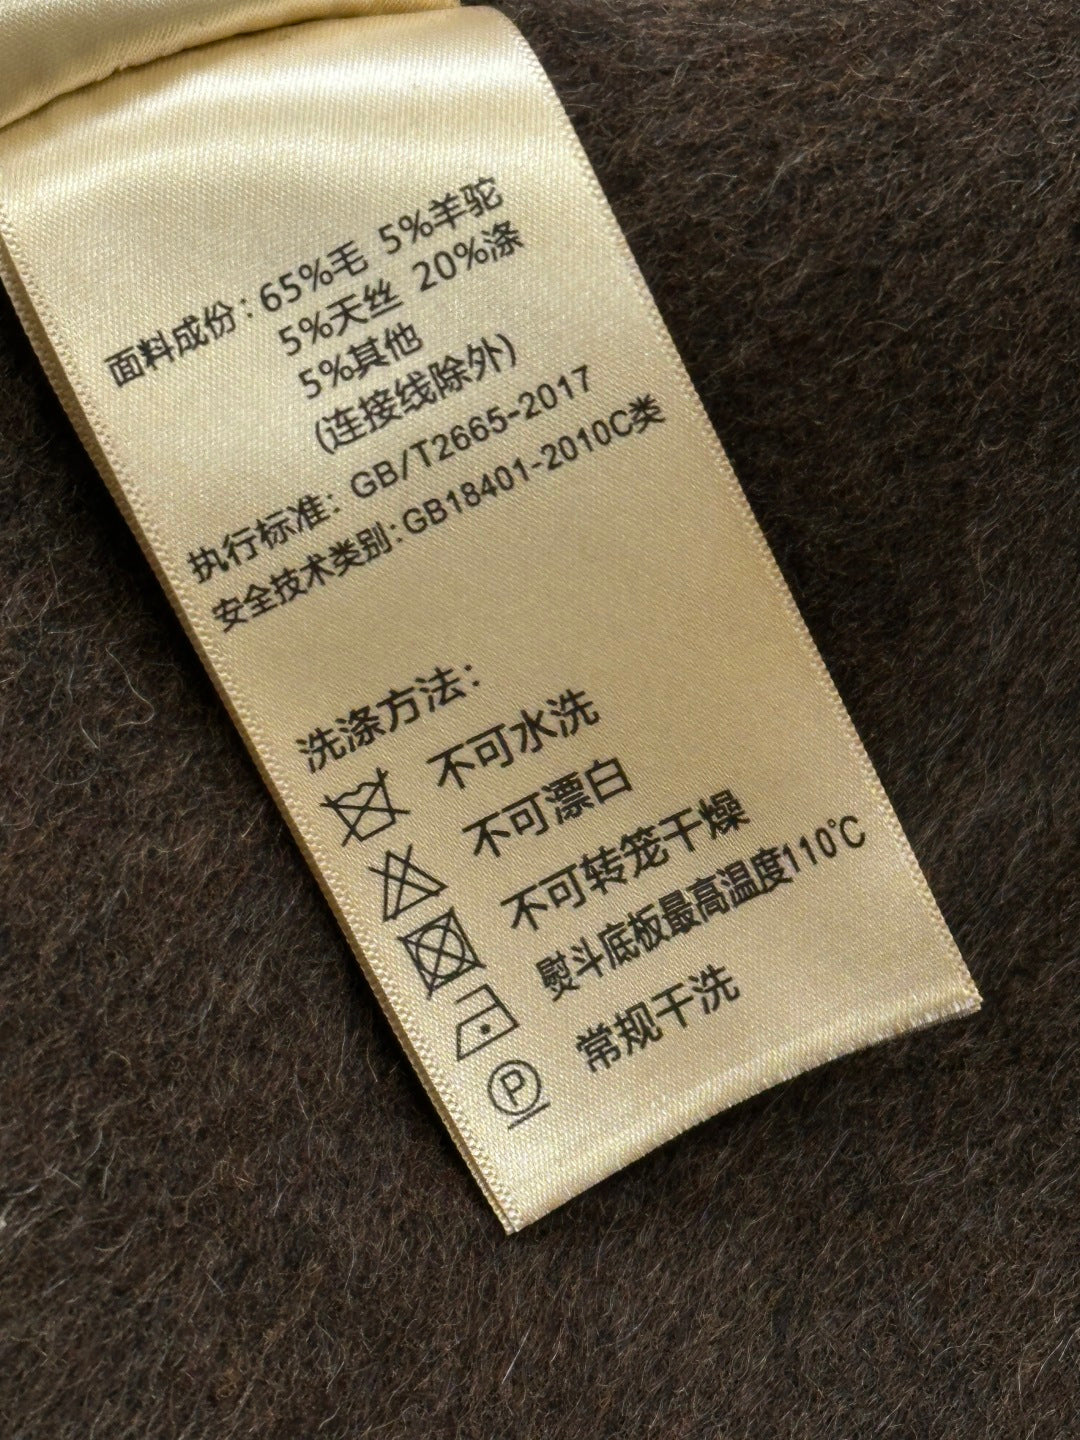 面料成份：65%毛 5%羊驼
5%天丝 20%涤
5%其他
(连接线除外)
执行标准：GB/T2665-2017
安全技术类别：GB18401-2010C类
洗涤方法：
不可水洗
不可漂白
不可转笼干燥
熨斗底板最高温度110℃
常规干洗
P